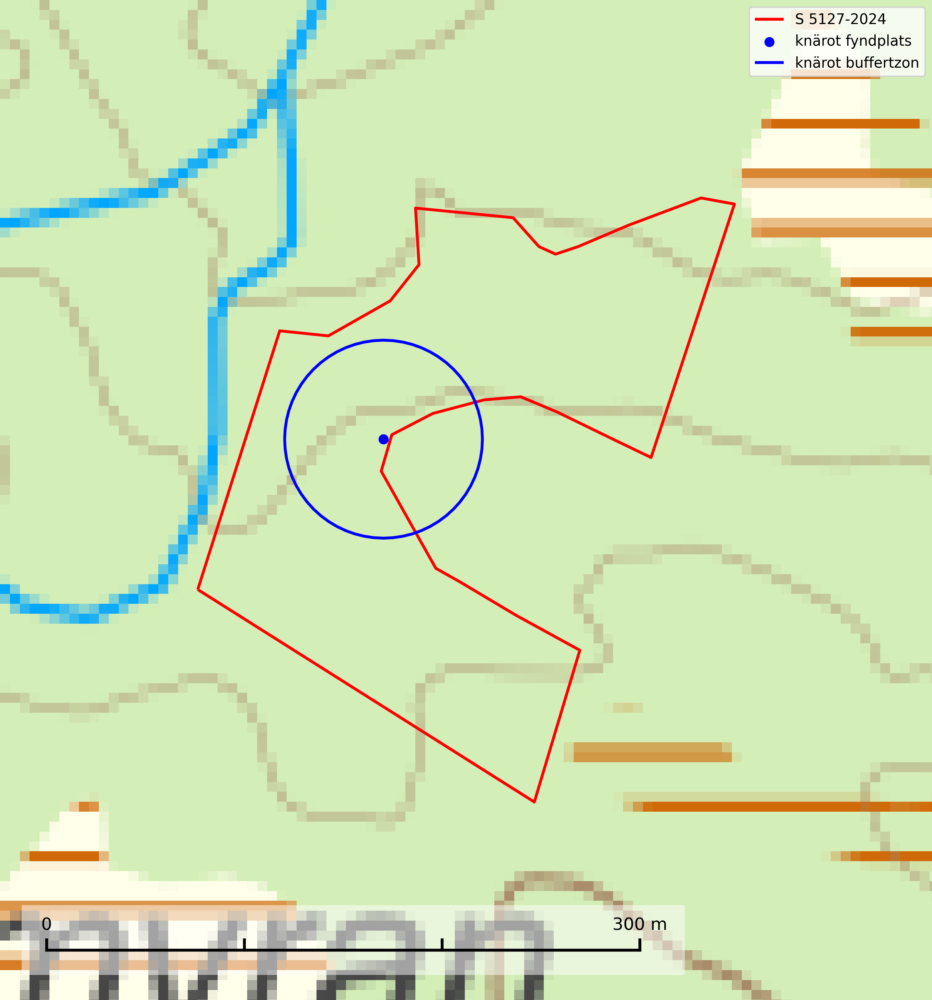 S 5127-2024
knärot fyndplats
knärot buffertzon
0 300 m